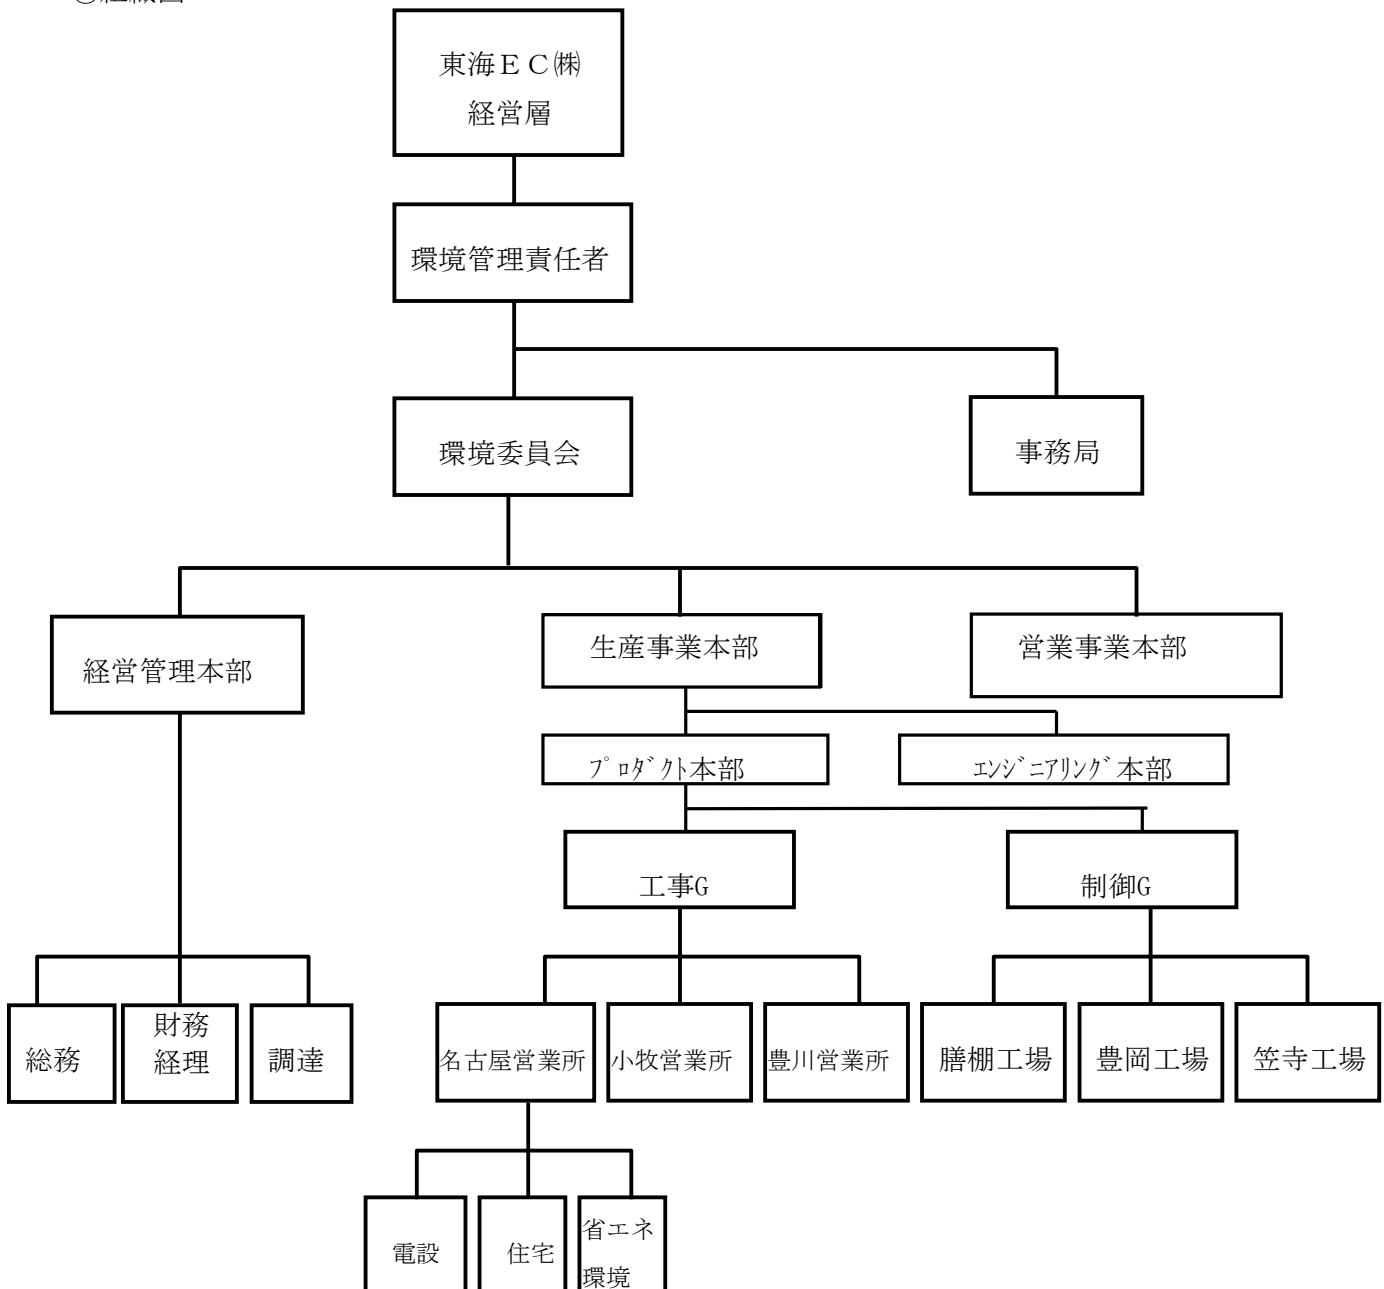 東海ＥＣ㈱
経営層
環境管理責任者
環境委員会
事務局
経営管理本部
生産事業本部
営業事業本部
ﾌﾟﾛﾀﾞｸﾄ本部
ｴﾝｼﾞﾆｱﾘﾝｸﾞ本部
工事G
制御G
総務
財務
経理
調達
名古屋営業所
小牧営業所
豊川営業所
膳棚工場
豊岡工場
笠寺工場
電設
住宅
省エネ
環境